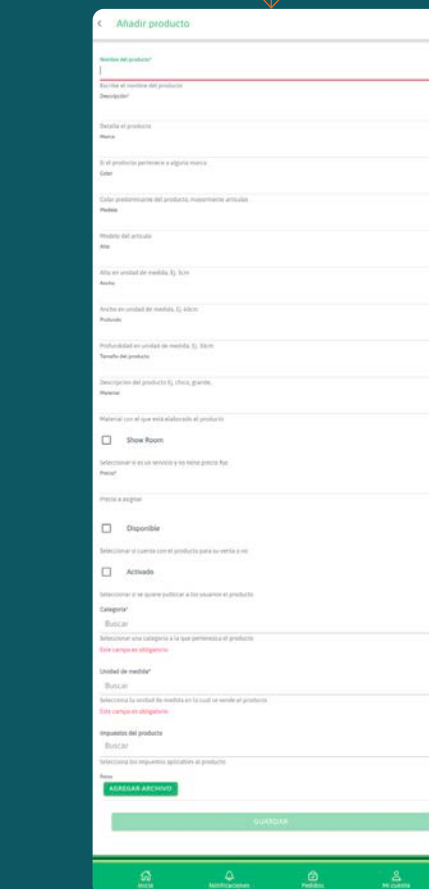 Añadir producto
Nombre del producto*
Escribe el nombre del producto
Descripción*
Detalla el producto
Marca
Si el producto pertenece a alguna marca
Color
Color predominante del producto, mayormente artículos
Modelo
Modelo del artículo
Alto
Alto en unidad de medida, Ej. 3cm
Ancho
Ancho en unidad de medida, Ej. 60cm
Profundo
Profundidad en unidad de medida, Ej. 50cm
Tamaño del producto
Descripción del producto Ej. chico, grande,
Material
Material con el que está elaborado el producto
Show Room
Seleccionar si es un servicio y no tiene precio fijo
Precio*
Precio a asignar
Disponible
Seleccionar si cuenta con el producto para su venta o no
Activado
Seleccionar si se quiere publicar a los usuarios el producto
Categoría*
Buscar
Seleccionar una categoría a la que pertenezca el producto
Este campo es obligatorio
Unidad de medida*
Buscar
Selecciona la unidad de medida en la cual se vende el producto
Este campo es obligatorio
Impuestos del producto
Buscar
Selecciona los impuestos aplicables al producto
Fotos
AGREGAR ARCHIVO
GUARDAR
Inicio
Notificaciones
Pedidos
Mi cuenta